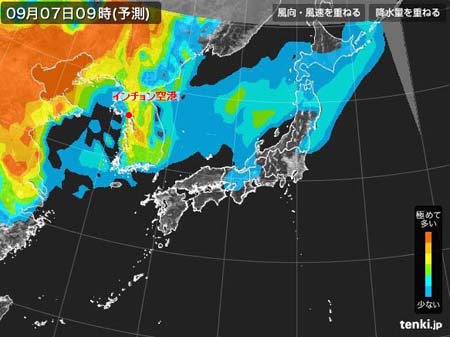 09月07日09時(予測)
風向・風速を重ねる
降水量を重ねる
インチョン空港
極めて
多い
少ない
tenki.jp